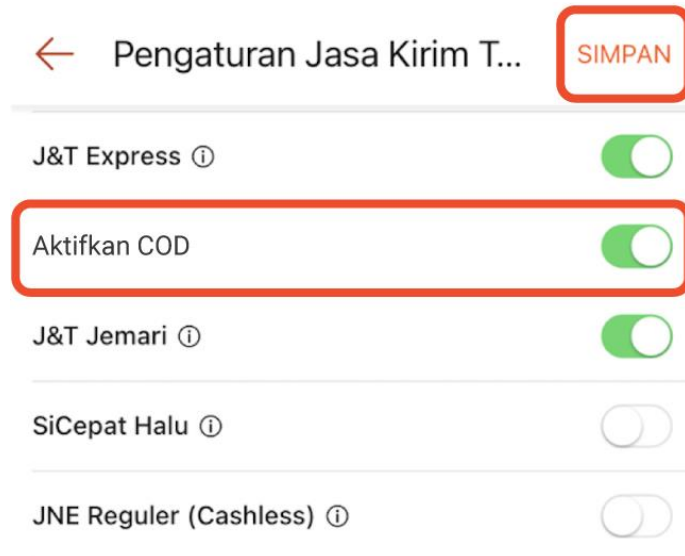 Pengaturan Jasa Kirim T... SIMPAN
J&T Express
Aktifkan COD
J&T Jemari
SiCepat Halu
JNE Reguler (Cashless)